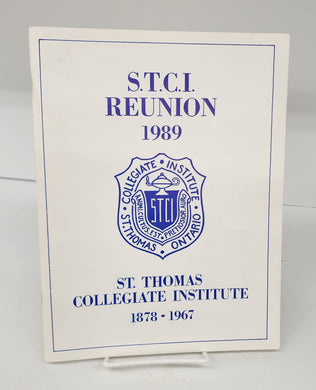 S.T.C.I.
REUNION
1989
COLLEGIATE INSTITUTE
ST. THOMAS ONTARIO
STCI
ST. THOMAS
COLLEGIATE INSTITUTE
1878 - 1967